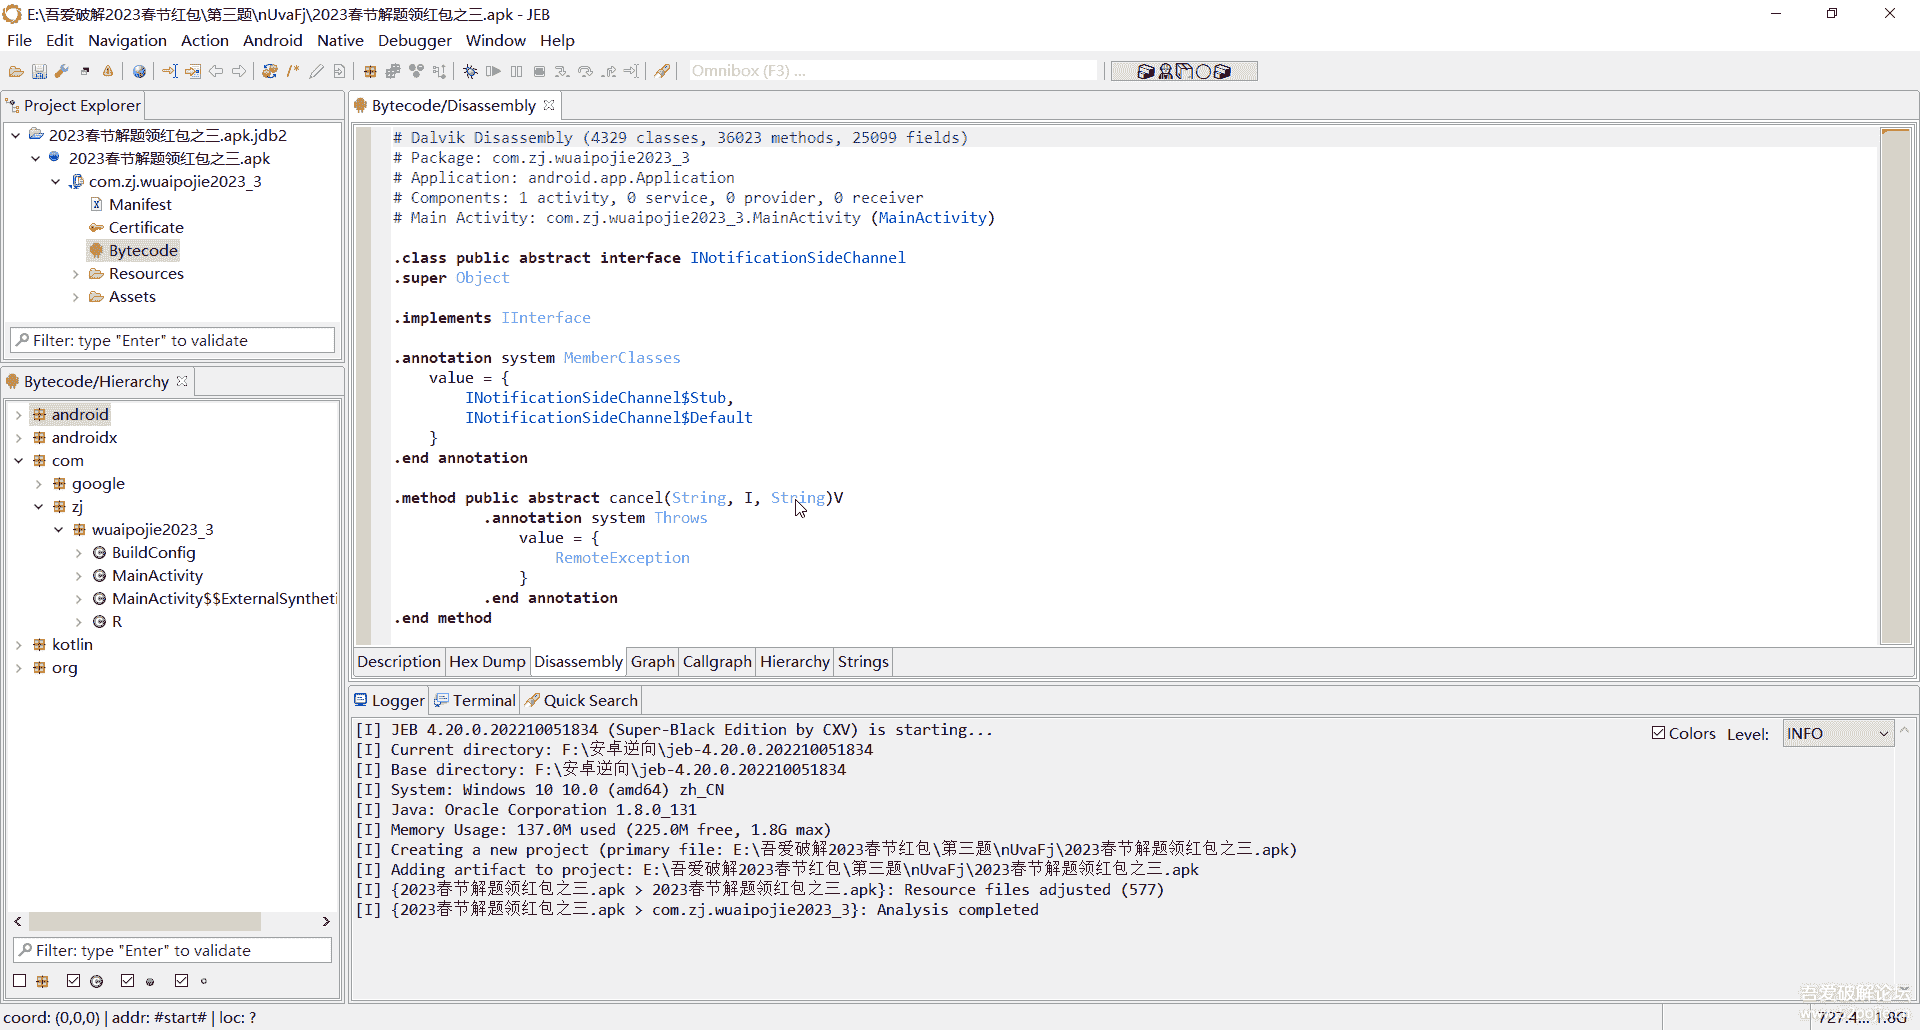 E:\吾爱破解2023春节红包\第三题\nUvaFj\2023春节解题领红包之三.apk - JEB
File Edit Navigation Action Android Native Debugger Window Help
Omnibox (F3) ...
Project Explorer
2023春节解题领红包之三.apk.jdb2
2023春节解题领红包之三.apk
com.zj.wuaipojie2023_3
Manifest
Certificate
Bytecode
Resources
Assets
Filter: type "Enter" to validate
Bytecode/Hierarchy
android
androidx
com
google
zj
wuaipojie2023_3
BuildConfig
MainActivity
MainActivity$$ExternalSyntheti
R
kotlin
org
Filter: type "Enter" to validate
Bytecode/Disassembly
# Dalvik Disassembly (4329 classes, 36023 methods, 25099 fields)
# Package: com.zj.wuaipojie2023_3
# Application: android.app.Application
# Components: 1 activity, 0 service, 0 provider, 0 receiver
# Main Activity: com.zj.wuaipojie2023_3.MainActivity (MainActivity)
.class public abstract interface INotificationSideChannel
.super Object
.implements IInterface
.annotation system MemberClasses
value = {
INotificationSideChannel$Stub,
INotificationSideChannel$Default
}
.end annotation
.method public abstract cancel(String, I, String)V
.annotation system Throws
value = {
RemoteException
}
.end annotation
.end method
Description Hex Dump Disassembly Graph Callgraph Hierarchy Strings
Logger Terminal Quick Search
[I] JEB 4.20.0.202210051834 (Super-Black Edition by CXV) is starting...
[I] Current directory: F:\安卓逆向\jeb-4.20.0.202210051834
[I] Base directory: F:\安卓逆向\jeb-4.20.0.202210051834
[I] System: Windows 10 10.0 (amd64) zh_CN
[I] Java: Oracle Corporation 1.8.0_131
[I] Memory Usage: 137.0M used (225.0M free, 1.8G max)
[I] Creating a new project (primary file: E:\吾爱破解2023春节红包\第三题\nUvaFj\2023春节解题领红包之三.apk)
[I] Adding artifact to project: E:\吾爱破解2023春节红包\第三题\nUvaFj\2023春节解题领红包之三.apk
[I] {2023春节解题领红包之三.apk > 2023春节解题领红包之三.apk}: Resource files adjusted (577)
[I] {2023春节解题领红包之三.apk > com.zj.wuaipojie2023_3}: Analysis completed
Colors Level: INFO
吾爱破解论坛
coord: (0,0,0) | addr: #start# | loc: ?
727.4... 1.8G